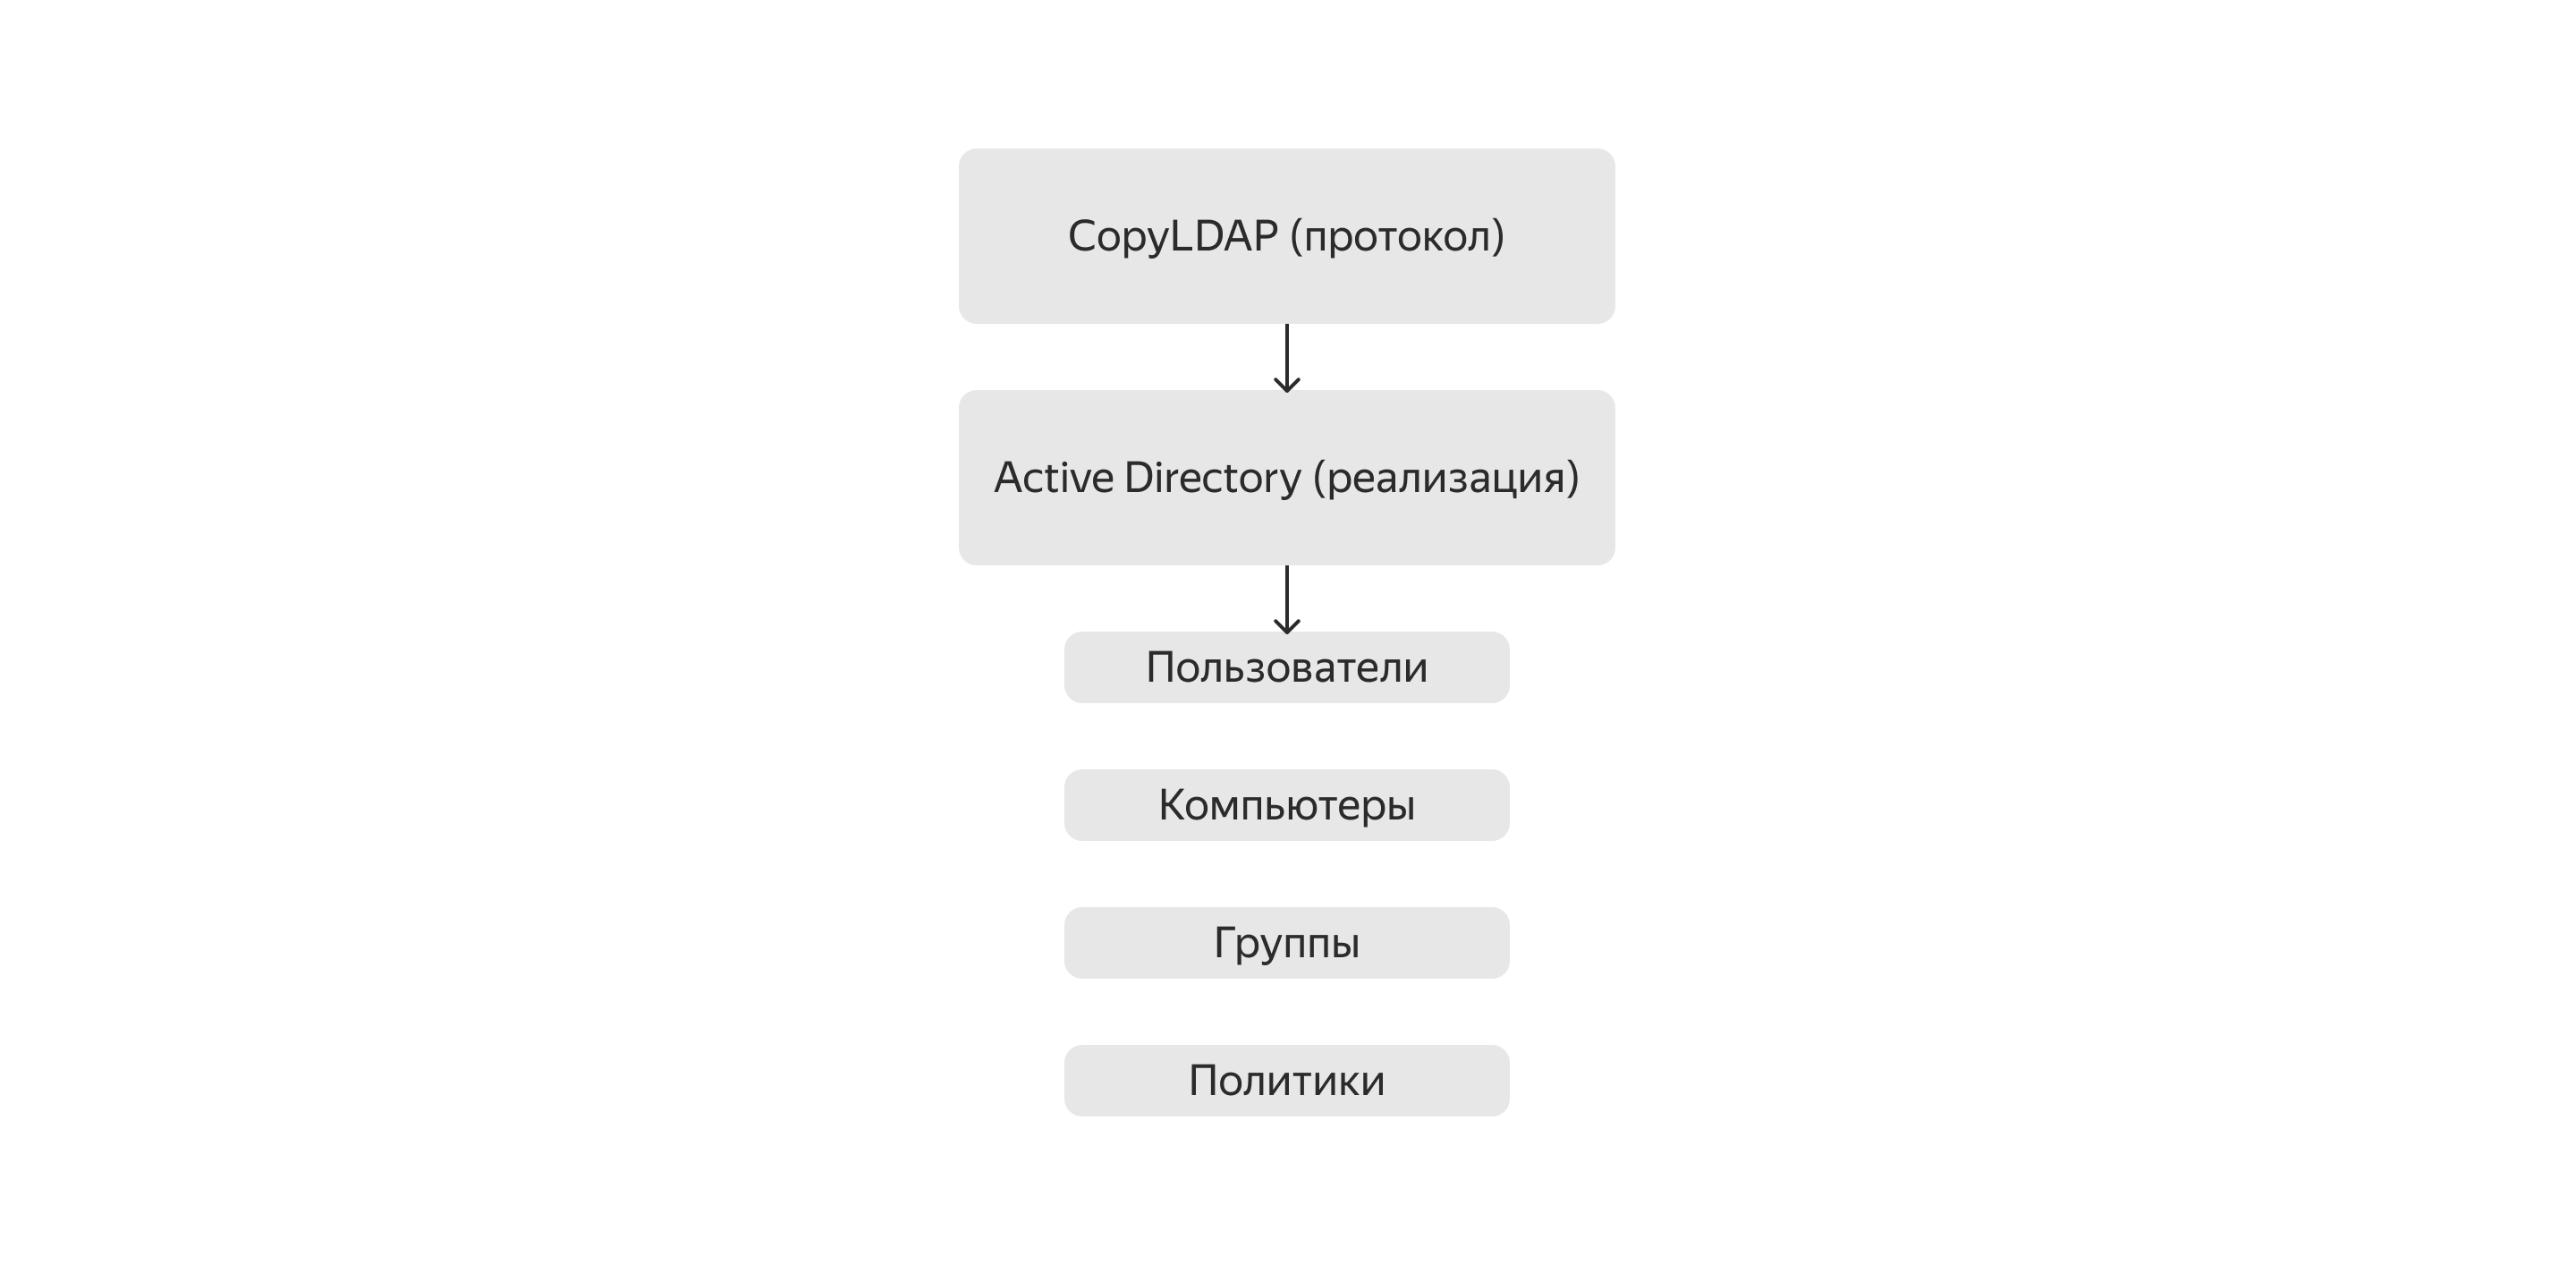 CopyLDAP (протокол)
Active Directory (реализация)
Пользователи
Компьютеры
Группы
Политики